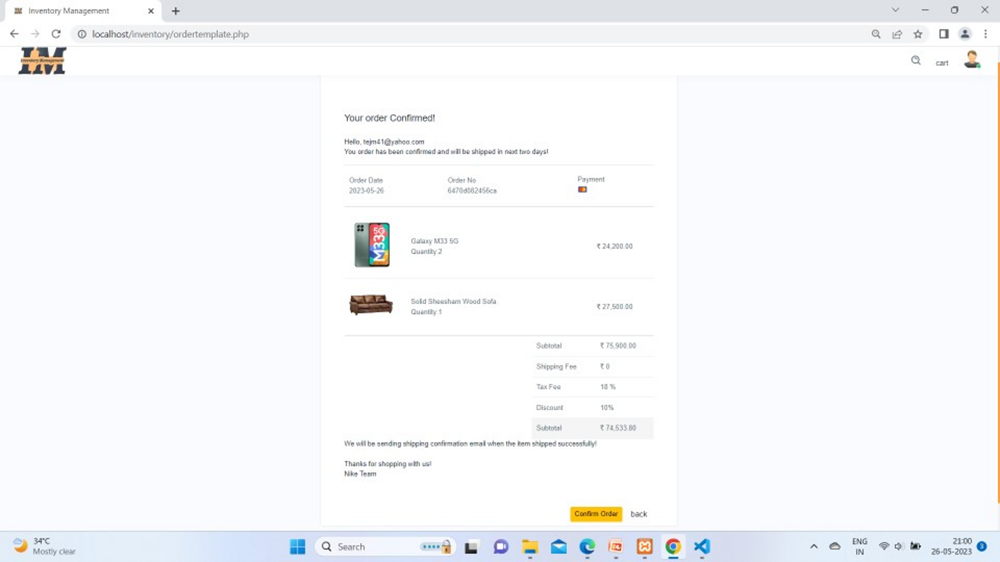 Inventory Management
localhost/inventory/ordertemplate.php
IM
Inventory Management
cart
Your order Confirmed!
Hello, tejm41@yahoo.com
You order has been confirmed and will be shipped in next two days!
Order Date
2023-05-26
Order No
6470d082456ca
Payment
5G
M33
Galaxy M33 5G
Quantity:2
₹ 24,200.00
Solid Sheesham Wood Sofa
Quantity:1
₹ 27,500.00
Subtotal ₹ 75,900.00
Shipping Fee ₹ 0
Tax Fee 18 %
Discount 10%
Subtotal ₹ 74,533.80
We will be sending shipping confirmation email when the item shipped successfully!
Thanks for shopping with us!
Nike Team
Confirm Order back
34°C
Mostly clear
Search
ENG
IN
21:00
26-05-2023
3